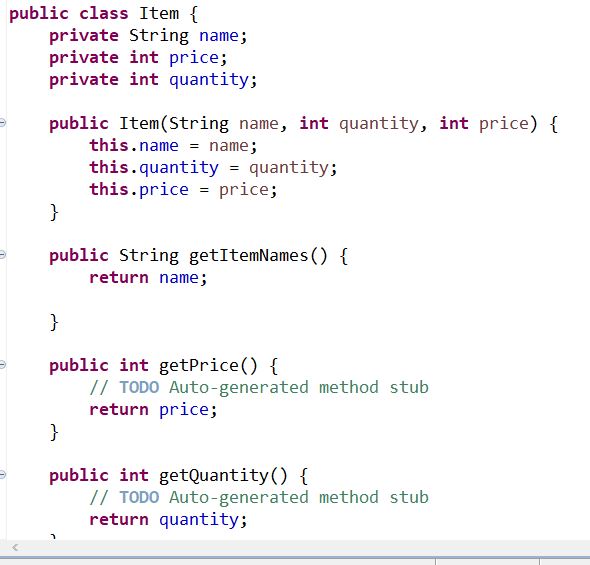 public class Item {
    private String name;
    private int price;
    private int quantity;

    public Item(String name, int quantity, int price) {
        this.name = name;
        this.quantity = quantity;
        this.price = price;
    }

    public String getItemNames() {
        return name;

    }

    public int getPrice() {
        // TODO Auto-generated method stub
        return price;
    }

    public int getQuantity() {
        // TODO Auto-generated method stub
        return quantity;